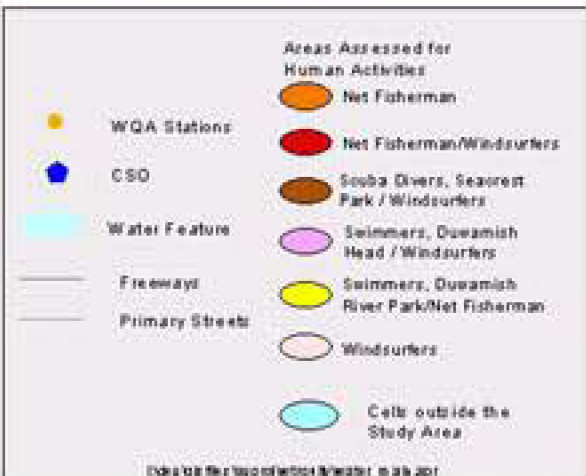 Areas Assessed for
Human Activities
Net Fisherman
WQA Stations
Net Fisherman/Windsurfers
CSO
Scuba Divers, Seacrest
Park / Windsurfers
Water Feature
Swimmers, Duwamish
Head / Windsurfers
Freeways
Swimmers, Duwamish
River Park/Net Fisherman
Primary Streets
Windsurfers
Cells outside the
Study Area